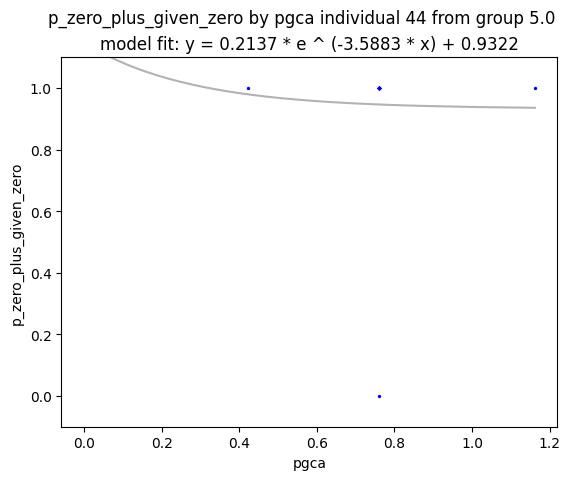 p_zero_plus_given_zero by pgca individual 44 from group 5.0
model fit: y = 0.2137 * e ^ (-3.5883 * x) + 0.9322
1.0
0.8
0.6
0.4
0.2
0.0
p_zero_plus_given_zero
0.0 0.2 0.4 0.6 0.8 1.0 1.2
pgca